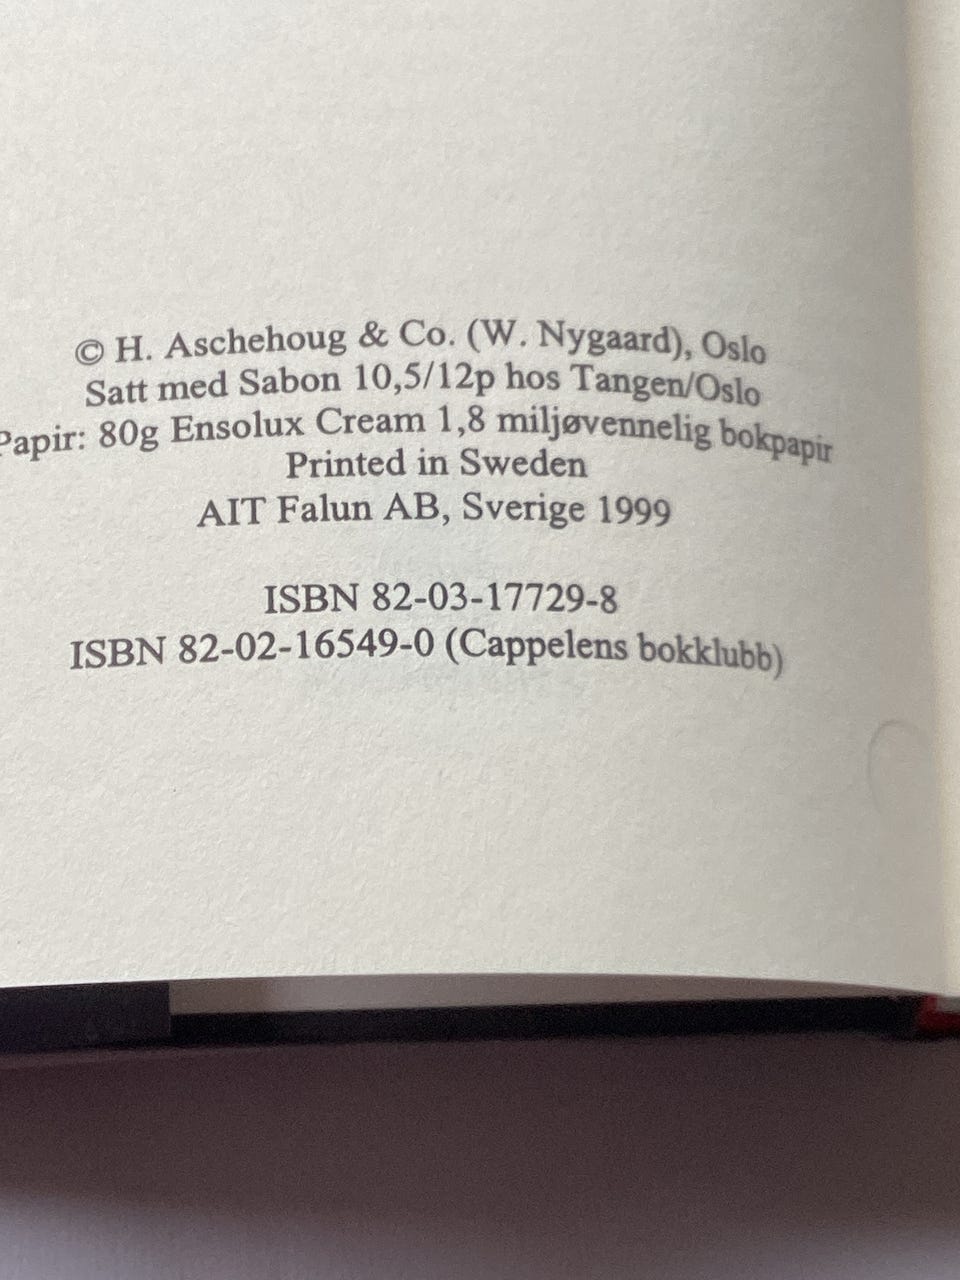 © H. Aschehoug & Co. (W. Nygaard), Oslo
Satt med Sabon 10,5/12p hos Tangen/Oslo
Papir: 80g Ensolux Cream 1,8 miljøvennelig bokpapir
Printed in Sweden
AIT Falun AB, Sverige 1999
ISBN 82-03-17729-8
ISBN 82-02-16549-0 (Cappelens bokklubb)